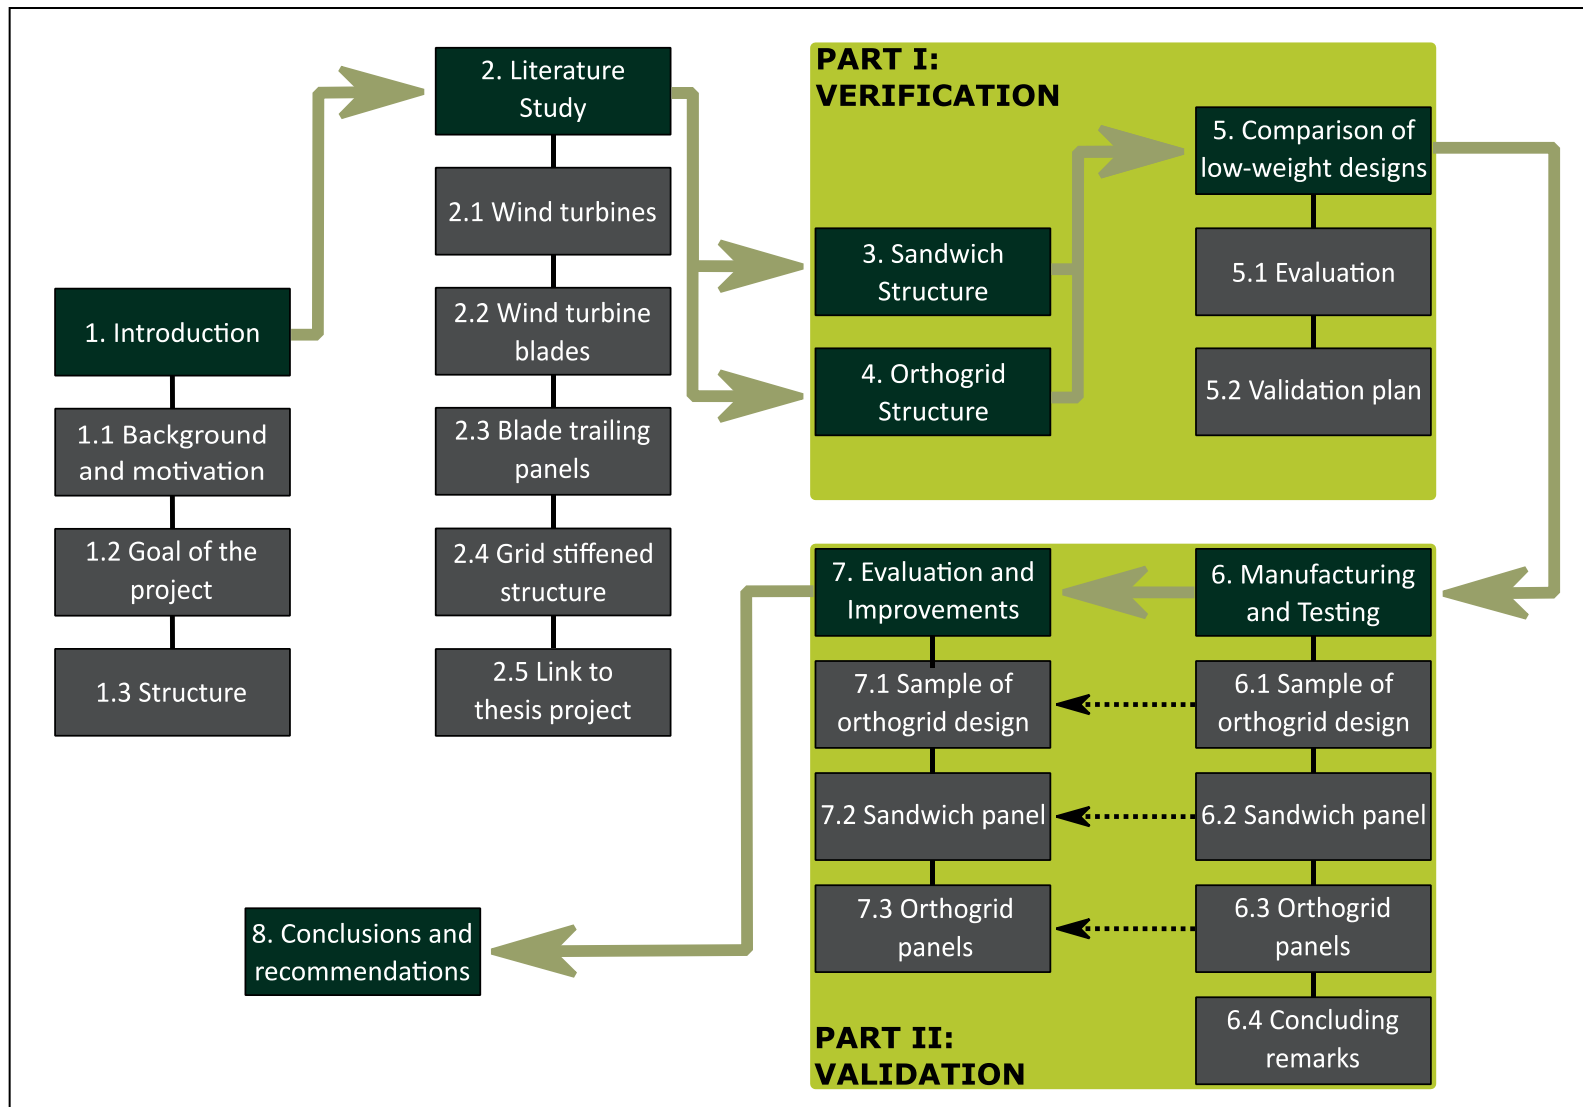 1. Introduction
1.1 Background
and motivation
1.2 Goal of the
project
1.3 Structure
2. Literature
Study
2.1 Wind turbines
2.2 Wind turbine
blades
2.3 Blade trailing
panels
2.4 Grid stiffened
structure
2.5 Link to
thesis project
PART I:
VERIFICATION
3. Sandwich
Structure
4. Orthogrid
Structure
5. Comparison of
low-weight designs
5.1 Evaluation
5.2 Validation plan
6. Manufacturing
and Testing
6.1 Sample of
orthogrid design
6.2 Sandwich panel
6.3 Orthogrid
panels
6.4 Concluding
remarks
7. Evaluation and
Improvements
7.1 Sample of
orthogrid design
7.2 Sandwich panel
7.3 Orthogrid
panels
PART II:
VALIDATION
8. Conclusions and
recommendations